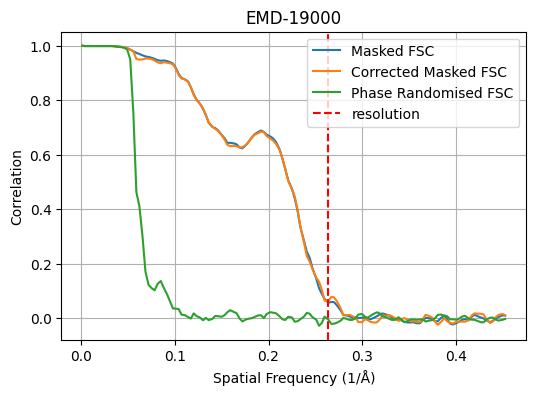 EMD-19000
Masked FSC
Corrected Masked FSC
Phase Randomised FSC
resolution
Correlation
1.0
0.8
0.6
0.4
0.2
0.0
0.0 0.1 0.2 0.3 0.4
Spatial Frequency (1/Å)